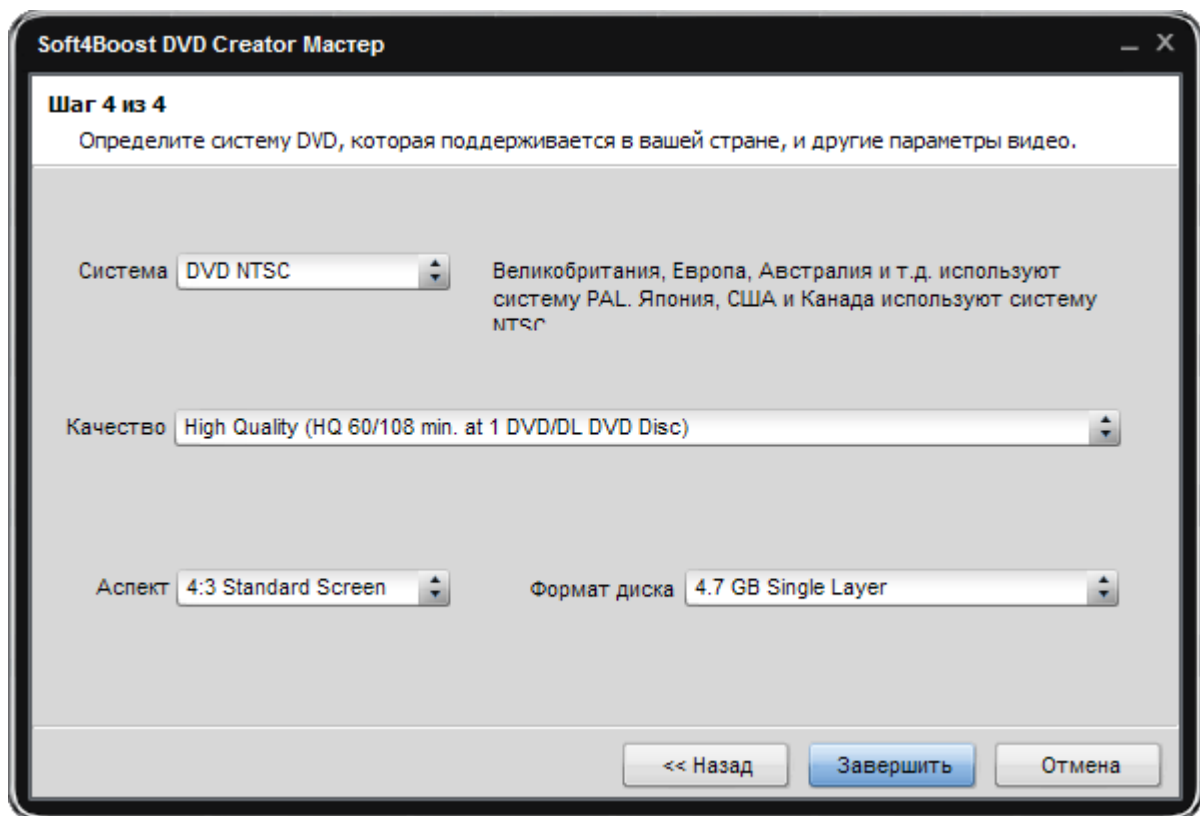 Soft4Boost DVD Creator Мастер
Шаг 4 из 4
Определите систему DVD, которая поддерживается в вашей стране, и другие параметры видео.
Система DVD NTSC
Великобритания, Европа, Австралия и т.д. используют
систему PAL. Япония, США и Канада используют систему
NTSC
Качество High Quality (HQ 60/108 min. at 1 DVD/DL DVD Disc)
Аспект 4:3 Standard Screen Формат диска 4.7 GB Single Layer
<< Назад Завершить Отмена